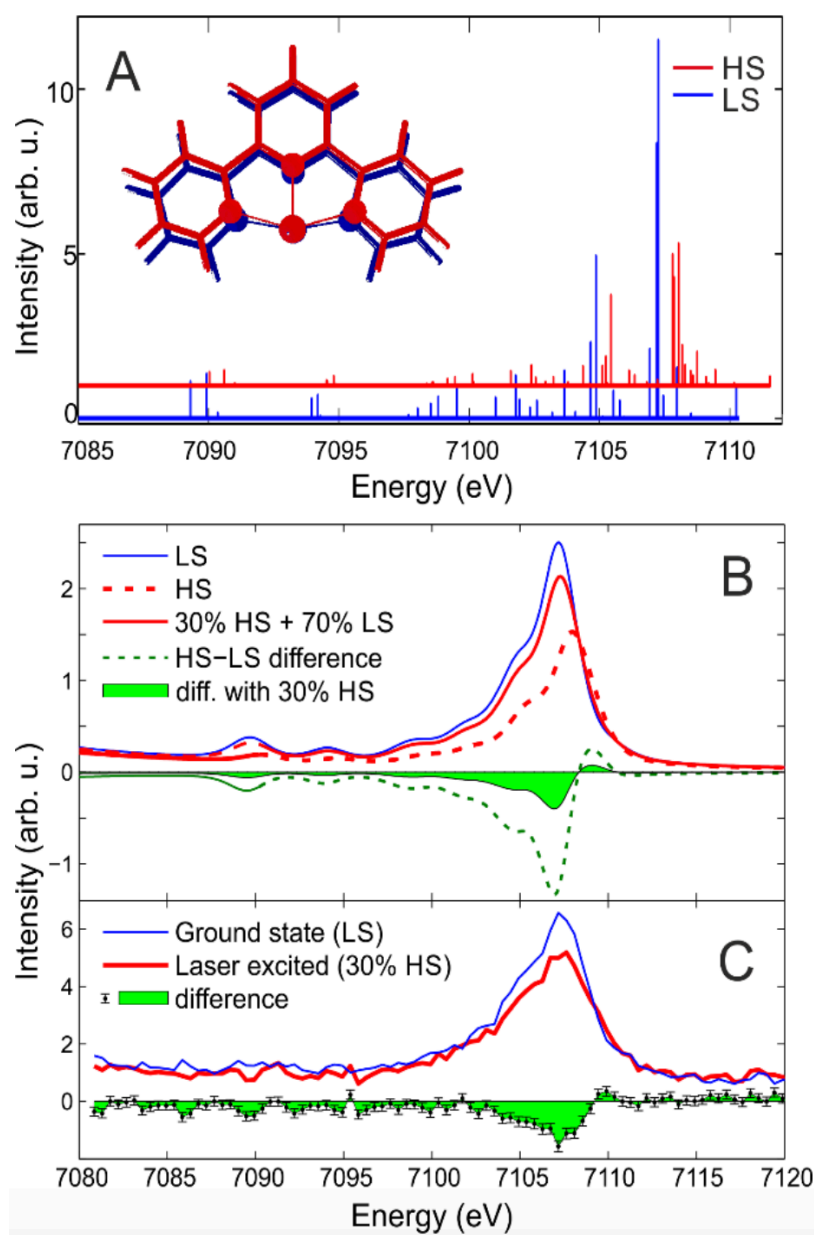 A
HS
LS
Intensity (arb. u.)
10
5
0
7085 7090 7095 7100 7105 7110
Energy (eV)
B
LS
HS
30% HS + 70% LS
HS−LS difference
diff. with 30% HS
2
1
0
−1
Intensity (arb. u.)
C
Ground state (LS)
Laser excited (30% HS)
difference
6
4
2
0
7080 7085 7090 7095 7100 7105 7110 7115 7120
Energy (eV)